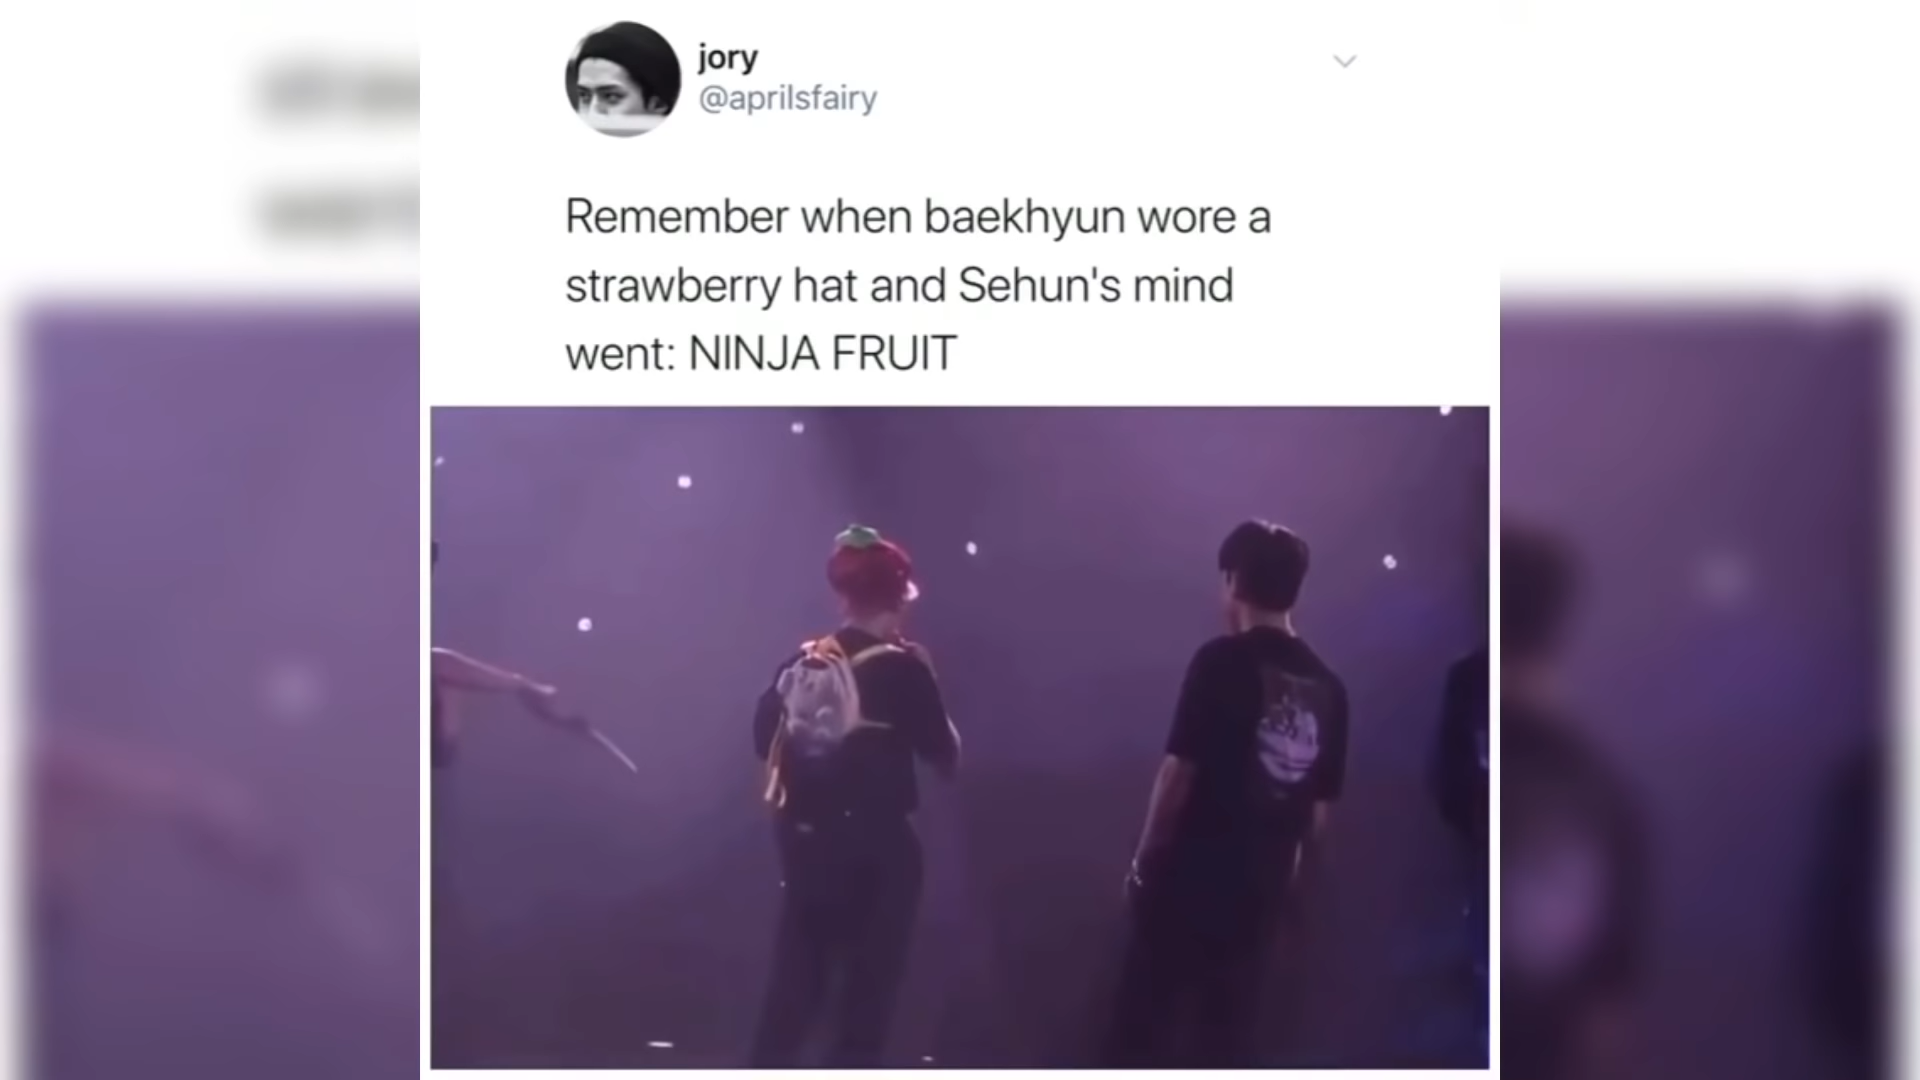 jory
@aprilsfairy
Remember when baekhyun wore a
strawberry hat and Sehun's mind
went: NINJA FRUIT